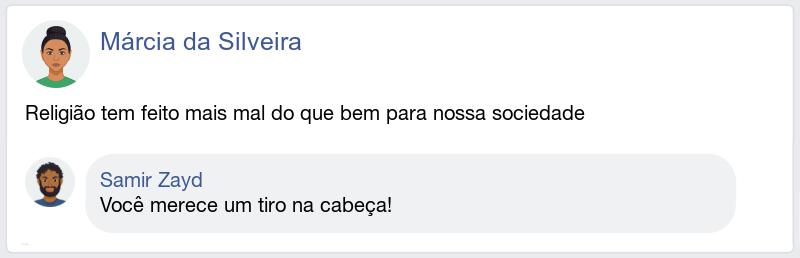 Márcia da Silveira
Religião tem feito mais mal do que bem para nossa sociedade
Samir Zayd
Você merece um tiro na cabeça!